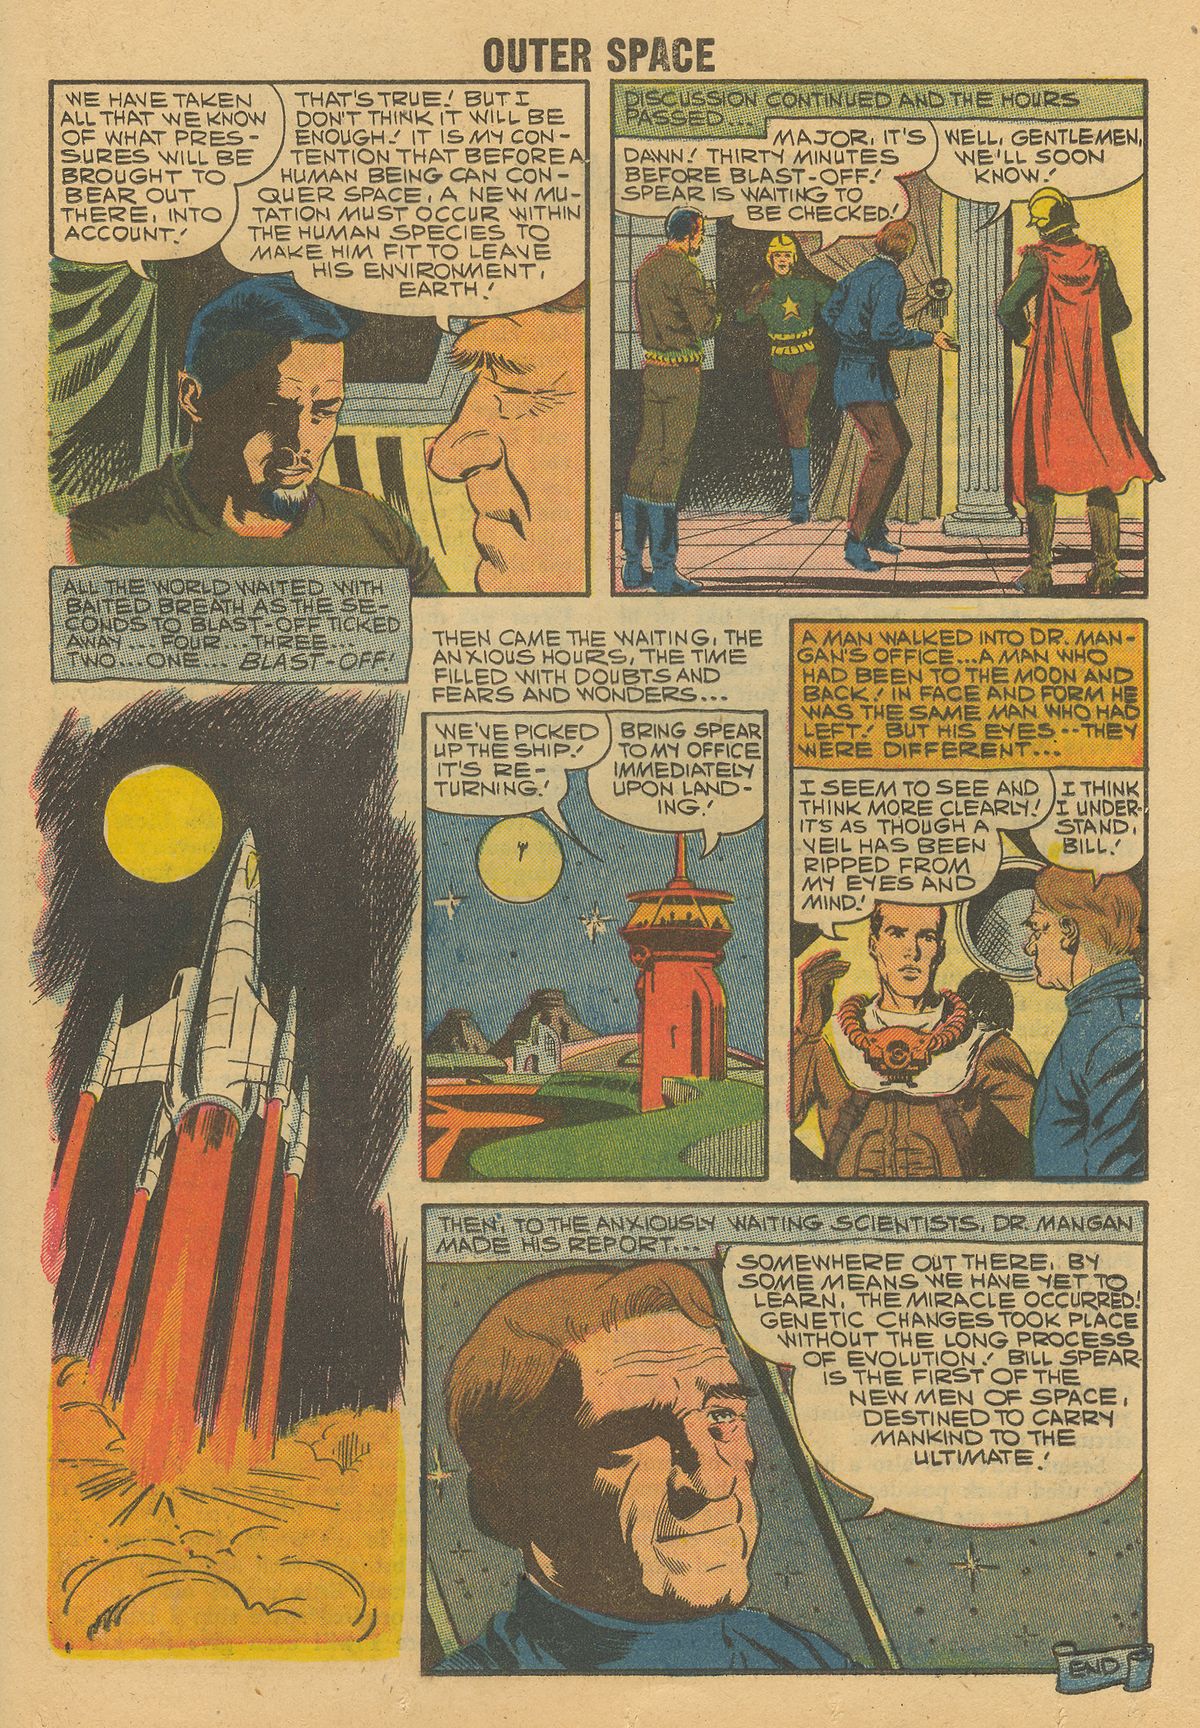 OUTER SPACE
WE HAVE TAKEN
ALL THAT WE KNOW
OF WHAT PRES-
SURES WILL BE
BROUGHT TO
BEAR OUT
THERE, INTO
ACCOUNT!
THAT'S TRUE! BUT I
DON'T THINK IT WILL BE
ENOUGH! IT IS MY CON-
TENTION THAT BEFORE A
HUMAN BEING CAN CON-
QUER SPACE, A NEW MU-
TATION MUST OCCUR WITHIN
THE HUMAN SPECIES TO
MAKE HIM FIT TO LEAVE
HIS ENVIRONMENT,
EARTH!
DISCUSSION CONTINUED AND THE HOURS
PASSED...
MAJOR, IT'S
DAWN! THIRTY MINUTES
BEFORE BLAST-OFF!
SPEAR IS WAITING TO
BE CHECKED!
WELL, GENTLEMEN,
WE'LL SOON
KNOW!
ALL THE WORLD WAITED WITH
BAITED BREATH AS THE SE-
CONDS TO BLAST-OFF TICKED
AWAY... FOUR... THREE...
TWO...ONE... BLAST-OFF!
THEN CAME THE WAITING, THE
ANXIOUS HOURS, THE TIME
FILLED WITH DOUBTS AND
FEARS AND WONDERS...
WE'VE PICKED
UP THE SHIP!
IT'S RE-
TURNING!
BRING SPEAR
TO MY OFFICE
IMMEDIATELY
UPON LAND-
ING!
A MAN WALKED INTO DR. MAN-
GAN'S OFFICE...A MAN WHO
HAD BEEN TO THE MOON AND
BACK! IN FACE AND FORM HE
WAS THE SAME MAN WHO HAD
LEFT! BUT HIS EYES--THEY
WERE DIFFERENT...
I SEEM TO SEE AND
THINK MORE CLEARLY!
IT'S AS THOUGH A
VEIL HAS BEEN
RIPPED FROM
MY EYES AND
MIND!
I THINK
I UNDER-
STAND,
BILL!
THEN, TO THE ANXIOUSLY WAITING SCIENTISTS, DR. MANGAN
MADE HIS REPORT...
SOMEWHERE OUT THERE, BY
SOME MEANS WE HAVE YET TO
LEARN, THE MIRACLE OCCURRED!
GENETIC CHANGES TOOK PLACE
WITHOUT THE LONG PROCESS
OF EVOLUTION! BILL SPEAR
IS THE FIRST OF THE
NEW MEN OF SPACE,
DESTINED TO CARRY
MANKIND TO THE
ULTIMATE!
END